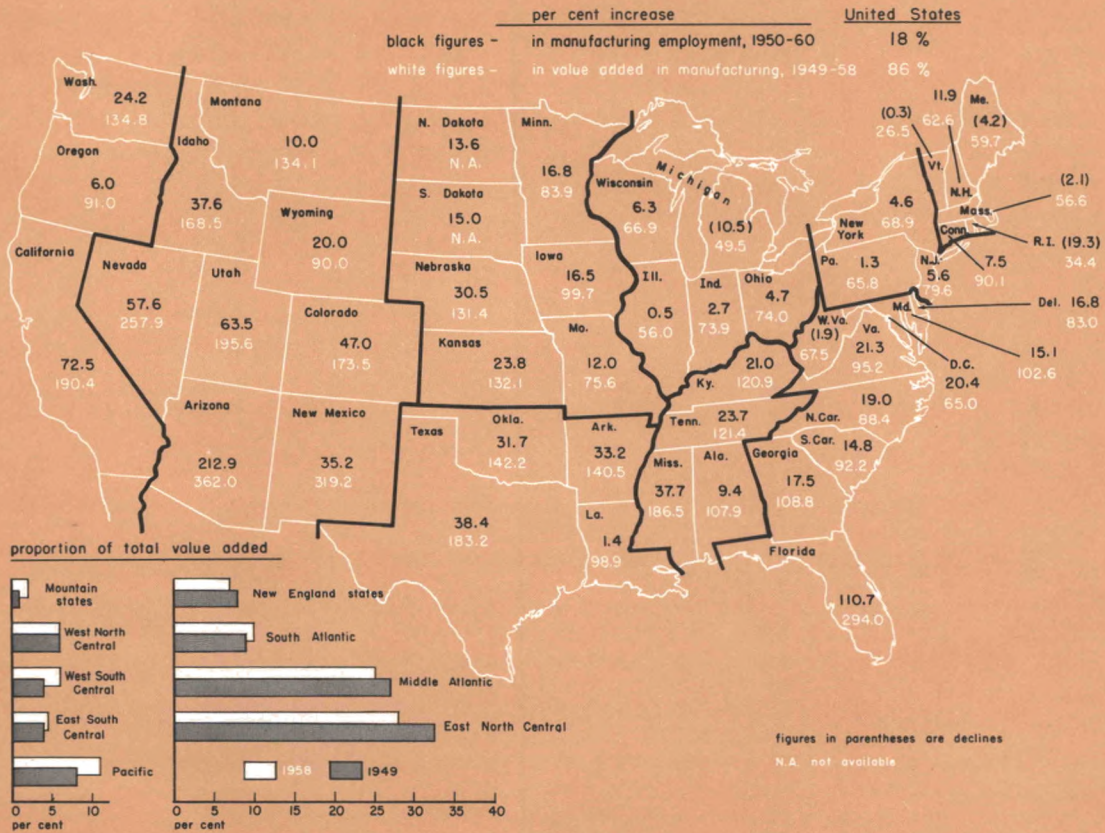 per cent increase
United States
black figures – in manufacturing employment, 1950-60 18 %
white figures – in value added in manufacturing, 1949-58 86 %
Wash.
24.2
134.8
Oregon
6.0
91.0
California
72.5
190.4
Idaho
37.6
168.5
Montana
10.0
134.1
Wyoming
20.0
90.0
Nevada
57.6
257.9
Utah
63.5
195.6
Colorado
47.0
173.5
Arizona
212.9
362.0
New Mexico
35.2
319.2
N. Dakota
13.6
N.A.
S. Dakota
15.0
N.A.
Nebraska
30.5
131.4
Kansas
23.8
132.1
Minn.
16.8
83.9
Iowa
16.5
99.7
Mo.
12.0
75.6
Texas
38.4
183.2
Okla.
31.7
142.2
Ark.
33.2
140.5
La.
1.4
98.9
Wisconsin
6.3
66.9
Michigan
(10.5)
49.5
Ill.
0.5
56.0
Ind.
2.7
73.9
Ohio
4.7
74.0
Ky.
21.0
120.9
Tenn.
23.7
121.4
Miss.
37.7
186.5
Ala.
9.4
107.9
Georgia
17.5
108.8
Florida
110.7
294.0
S.Car.
14.8
92.2
N.Car.
19.0
88.4
Va.
21.3
95.2
W.Va.
(1.9)
67.5
D.C.
20.4
65.0
Md.
15.1
102.6
Del. 16.8
83.0
Pa.
1.3
65.8
N.J.
5.6
79.6
New York
4.6
68.9
Conn.
7.5
90.1
R.I. (19.3)
34.4
Mass.
(2.1)
56.6
Vt.
(0.3)
26.5
N.H.
11.9
62.6
Me.
(4.2)
59.7
proportion of total value added
Mountain
states
West North
Central
West South
Central
East South
Central
Pacific
0 5 10
per cent
New England states
South Atlantic
Middle Atlantic
East North Central
1958 1949
0 5 10 15 20 25 30 35 40
per cent
figures in parentheses are declines
N.A. not available